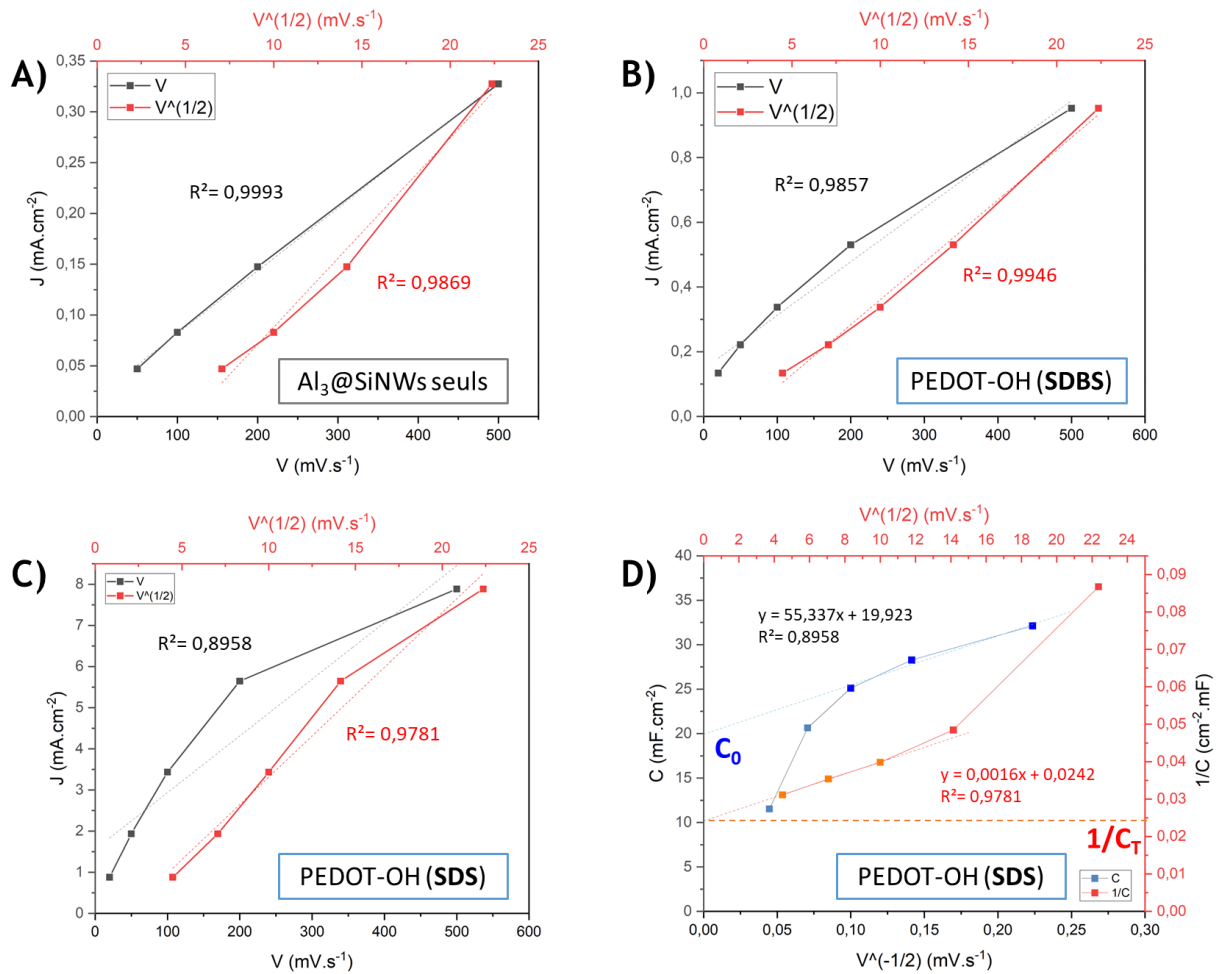 V^(1/2) (mV.s⁻¹)
0 5 10 15 20 25
A)
0,35
0,30
0,25
0,20
0,15
0,10
0,05
0,00
J (mA.cm⁻²)
V
V^(1/2)
R²= 0,9993
R²= 0,9869
Al₃@SiNWs seuls
0 100 200 300 400 500
V (mV.s⁻¹)
V^(1/2) (mV.s⁻¹)
0 5 10 15 20 25
B)
1,0
0,8
0,6
0,4
0,2
0,0
J (mA.cm⁻²)
V
V^(1/2)
R²= 0,9857
R²= 0,9946
PEDOT-OH (SDBS)
0 100 200 300 400 500 600
V (mV.s⁻¹)
V^(1/2) (mV.s⁻¹)
0 5 10 15 20 25
C)
8
7
6
5
4
3
2
1
0
J (mA.cm⁻²)
V
V^(1/2)
R²= 0,8958
R²= 0,9781
PEDOT-OH (SDS)
0 100 200 300 400 500 600
V (mV.s⁻¹)
V^(1/2) (mV.s⁻¹)
0 2 4 6 8 10 12 14 16 18 20 22 24
D)
40
35
30
25
20
15
10
5
0
C (mF.cm⁻²)
y = 55,337x + 19,923
R²= 0,8958
C₀
y = 0,0016x + 0,0242
R²= 0,9781
1/C_T
PEDOT-OH (SDS)
C
1/C
0,09
0,08
0,07
0,06
0,05
0,04
0,03
0,02
0,01
0,00
1/C (cm⁻².mF)
0,00 0,05 0,10 0,15 0,20 0,25 0,30
V^(-1/2) (mV.s⁻¹)